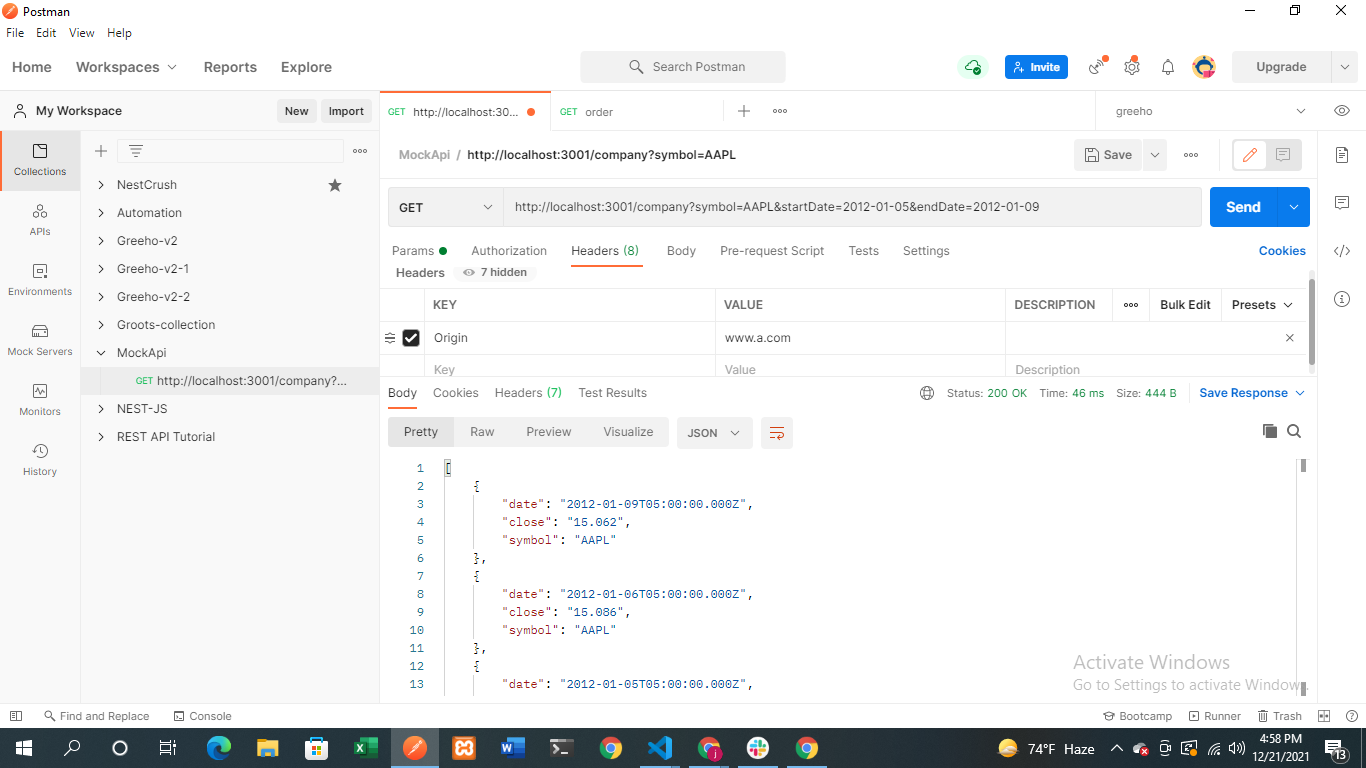 Postman
File Edit View Help
Home Workspaces Reports Explore Search Postman Invite Upgrade
My Workspace New Import GET http://localhost:30... GET order greeho
Collections
APIs
Environments
Mock Servers
Monitors
History
NestCrush
Automation
Greeho-v2
Greeho-v2-1
Greeho-v2-2
Groots-collection
MockApi
GET http://localhost:3001/company?...
NEST-JS
REST API Tutorial
MockApi / http://localhost:3001/company?symbol=AAPL Save
GET http://localhost:3001/company?symbol=AAPL&startDate=2012-01-05&endDate=2012-01-09 Send
Params Authorization Headers (8) Body Pre-request Script Tests Settings Cookies
Headers 7 hidden
KEY VALUE DESCRIPTION Bulk Edit Presets
Origin www.a.com
Key Value Description
Body Cookies Headers (7) Test Results Status: 200 OK Time: 46 ms Size: 444 B Save Response
Pretty Raw Preview Visualize JSON
1 [
2 {
3 "date": "2012-01-09T05:00:00.000Z",
4 "close": "15.062",
5 "symbol": "AAPL"
6 },
7 {
8 "date": "2012-01-06T05:00:00.000Z",
9 "close": "15.086",
10 "symbol": "AAPL"
11 },
12 {
13 "date": "2012-01-05T05:00:00.000Z",
Activate Windows
Go to Settings to activate Windows.
Find and Replace Console Bootcamp Runner Trash
74°F Haze 4:58 PM
12/21/2021
13